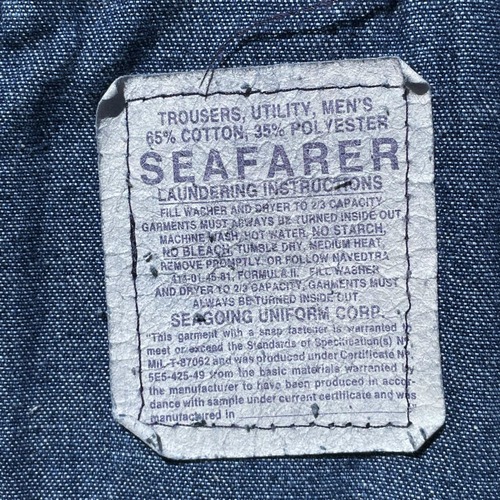 TROUSERS, UTILITY, MEN'S
65% COTTON, 35% POLYESTER
SEAFARER
LAUNDERING INSTRUCTIONS
FILL WASHER AND DRYER TO 2/3 CAPACITY
GARMENTS MUST ALWAYS BE TURNED INSIDE OUT
MACHINE WASH, HOT WATER, NO STARCH,
NO BLEACH, TUMBLE DRY, MEDIUM HEAT,
REMOVE PROMPTLY, OR FOLLOW NAVEDTRA
FORMULA II. FILL WASHER
AND DRYER TO 2/3 CAPACITY, GARMENTS MUST
ALWAYS BE TURNED INSIDE OUT
SEAGOING UNIFORM CORP.
"This garment with a snap fastener is warranted to
meet or exceed the Standards of Specification(s) N
MIL-T-87062 and was produced under Certificate No.
5E5-425-49 from the basic materials warranted by
the manufacturer to have been produced in accor-
dance with sample under current certificate and was
manufactured in